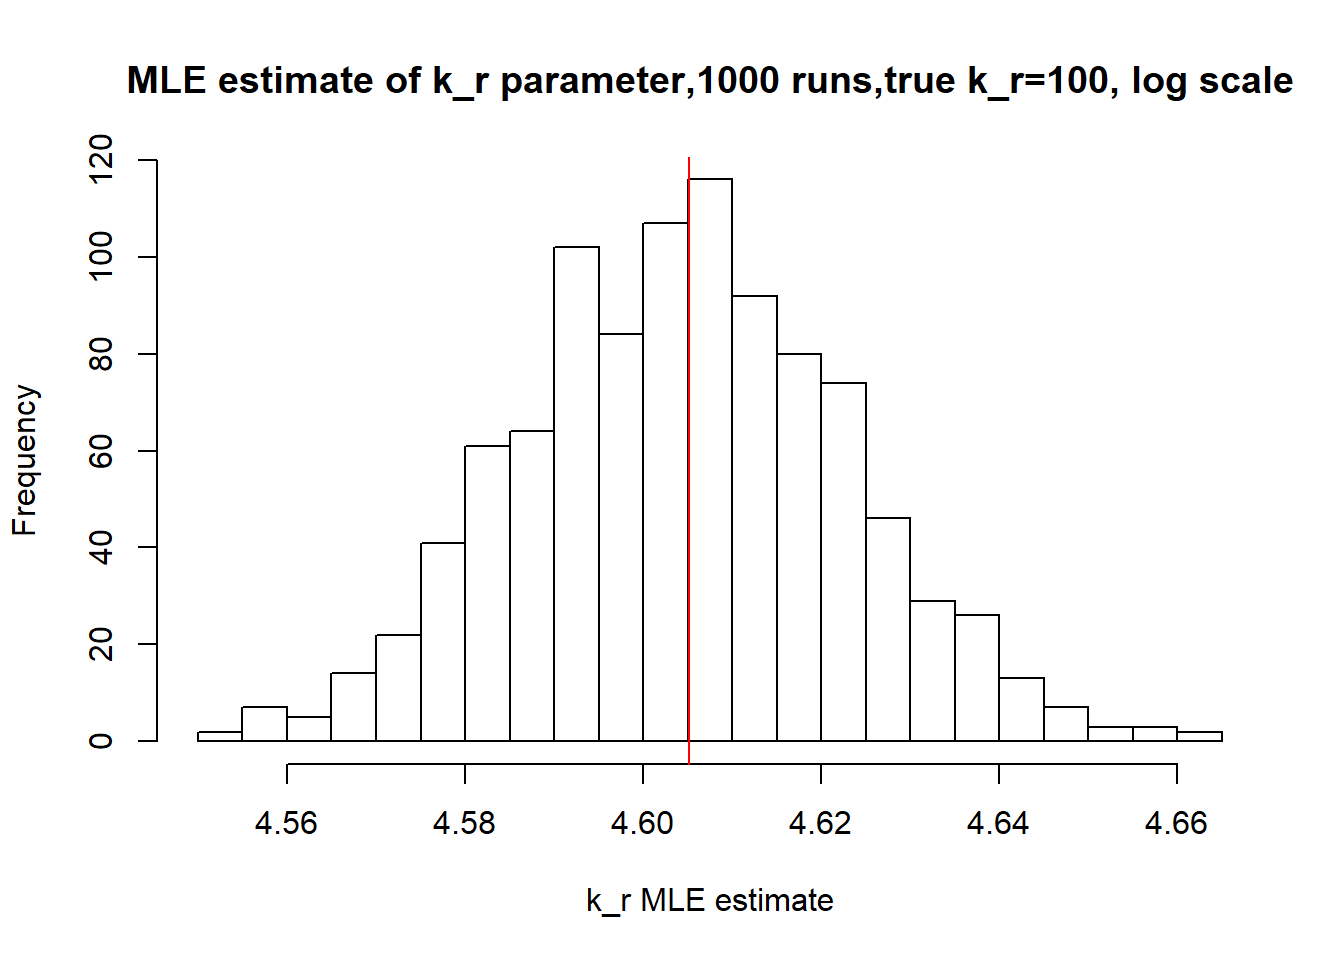 MLE estimate of k_r parameter,1000 runs,true k_r=100, log scale
120
100
80
60
40
20
0
Frequency
4.56 4.58 4.60 4.62 4.64 4.66
k_r MLE estimate